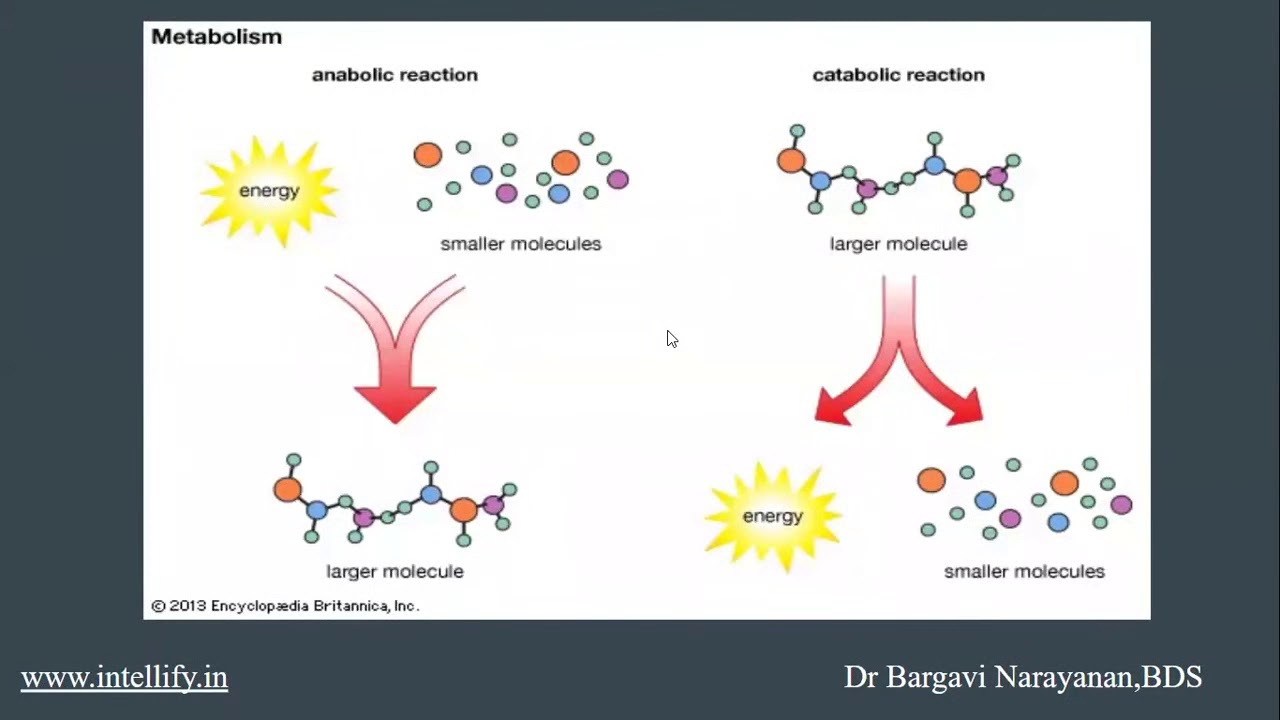 Metabolism
anabolic reaction
energy
smaller molecules
larger molecule
catabolic reaction
larger molecule
energy
smaller molecules
© 2013 Encyclopædia Britannica, Inc.
www.intellify.in
Dr Bargavi Narayanan,BDS